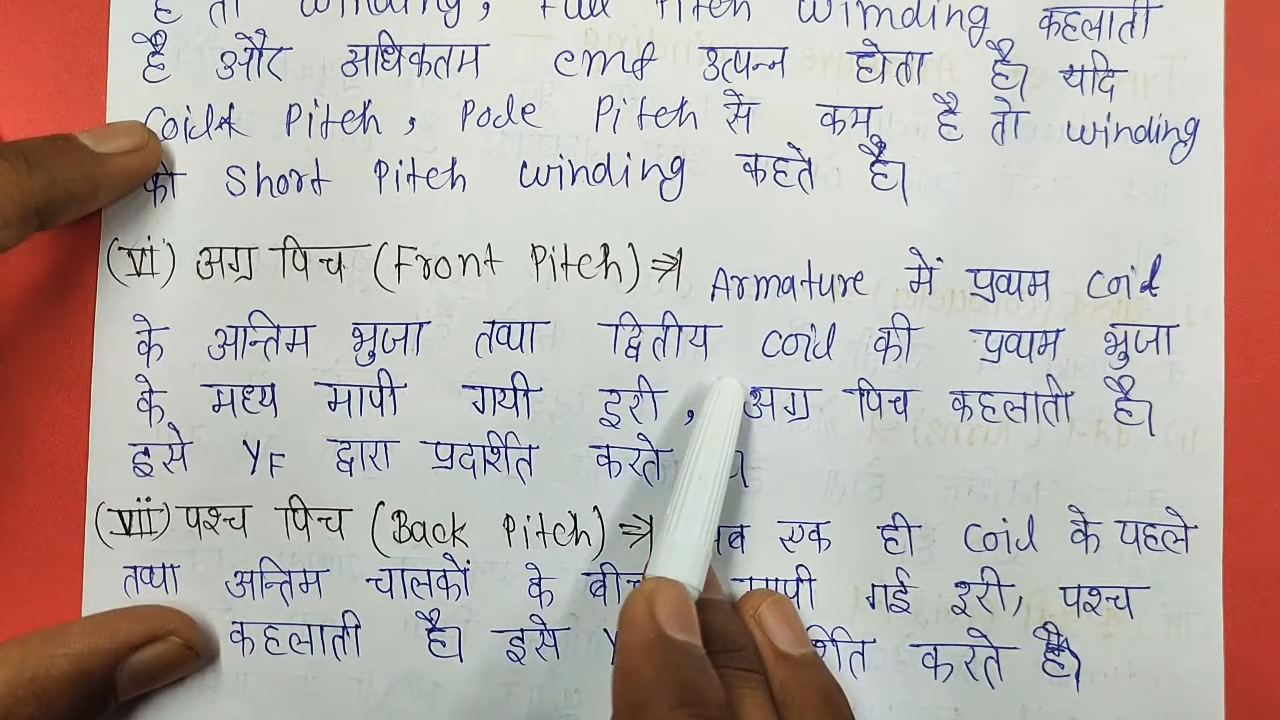 है तो winding, Full Pitch winding कहलाती
है और अधिकतम emf उत्पन्न होता है। यदि
Coil Pitch, Pole Pitch से कम है तो winding
को Short Pitch winding कहते है।
(vi) अग्र पिच (Front Pitch) ⇒ Armature में प्रथम Coil
के अन्तिम भुजा तथा द्वितीय Coil की प्रथम भुजा
के मध्य मापी गयी दूरी, अग्र पिच कहलाती है।
इसे YF द्वारा प्रदर्शित करते
(vii) पश्च पिच (Back Pitch) ⇒ एक ही Coil के पहले
तथा अन्तिम चालकों के बीच मापी गई दूरी, पश्च
कहलाती है। इसे करते है।